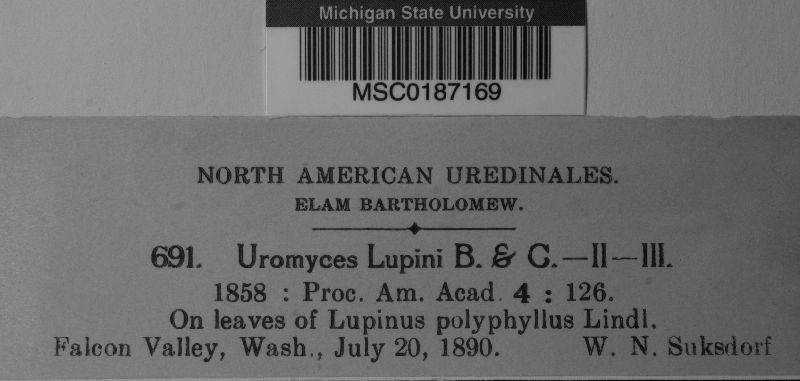 Michigan State University
MSC0187169
NORTH AMERICAN UREDINALES.
ELAM BARTHOLOMEW.
691. Uromyces Lupini B. & C.—II—III.
1858 : Proc. Am. Acad. 4 : 126.
On leaves of Lupinus polyphyllus Lindl.
Falcon Valley, Wash., July 20, 1890. W. N. Suksdorf